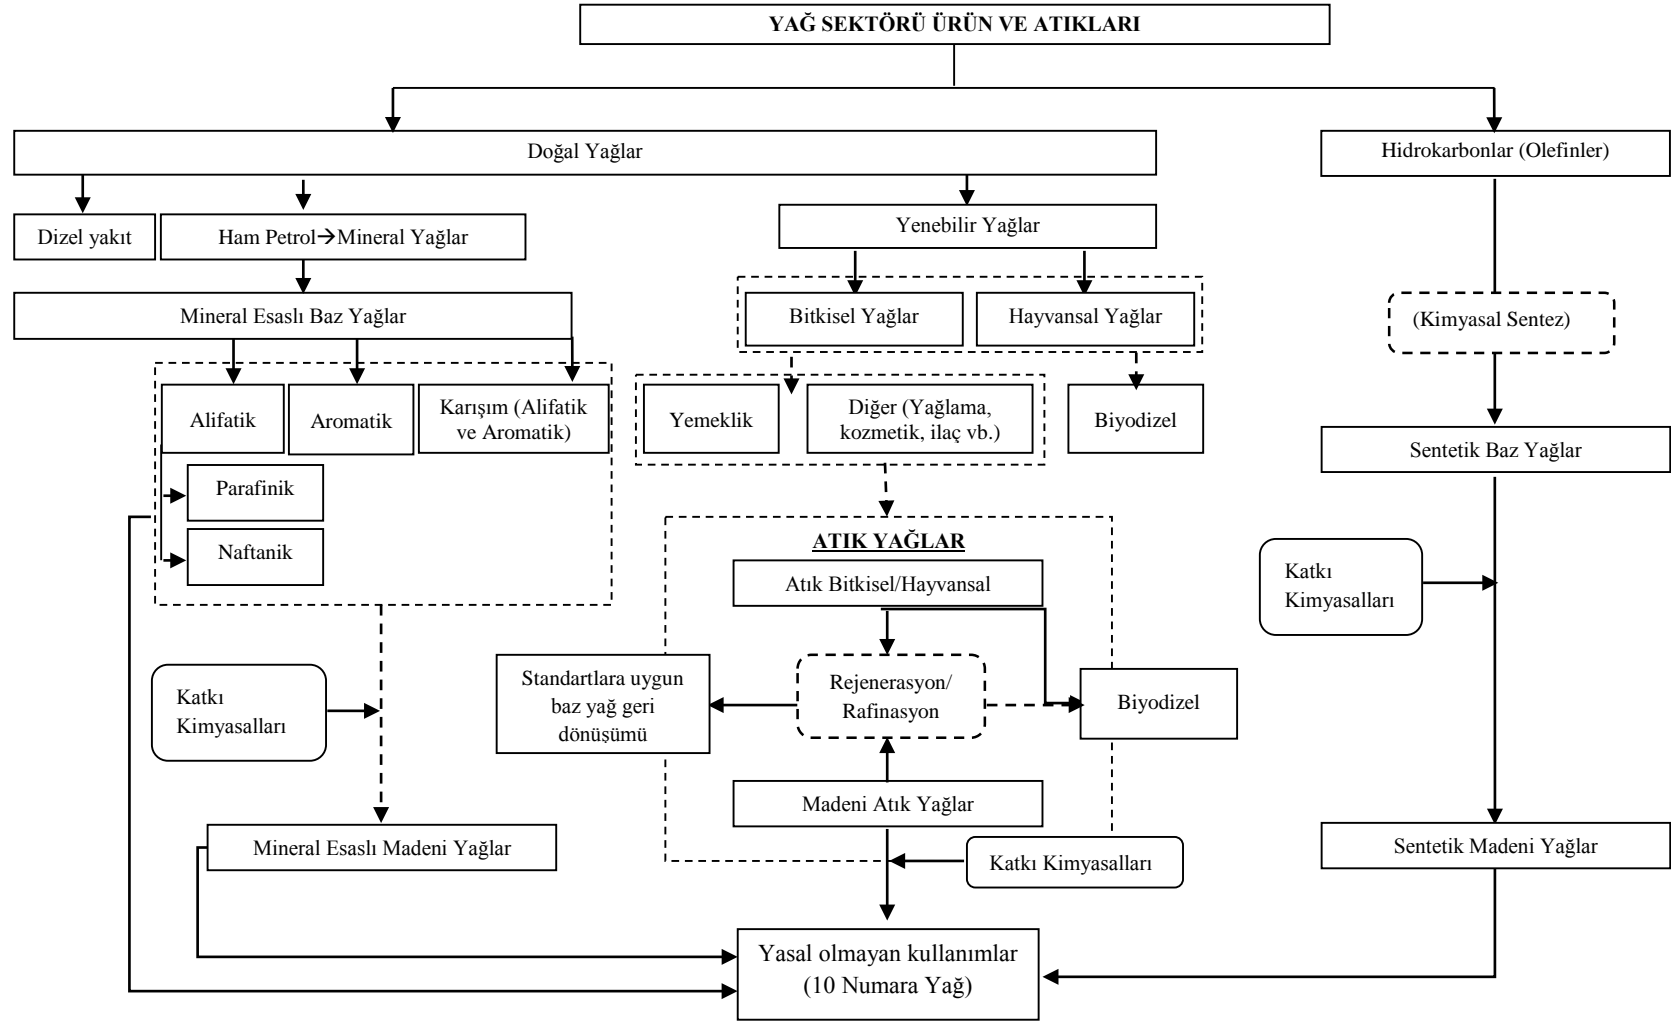 YAĞ SEKTÖRÜ ÜRÜN VE ATIKLARI
Doğal Yağlar
Hidrokarbonlar (Olefinler)
Dizel yakıt
Ham Petrol→Mineral Yağlar
Yenebilir Yağlar
Mineral Esaslı Baz Yağlar
Bitkisel Yağlar
Hayvansal Yağlar
(Kimyasal Sentez)
Alifatik
Aromatik
Karışım (Alifatik
ve Aromatik)
Yemeklik
Diğer (Yağlama,
kozmetik, ilaç vb.)
Biyodizel
Sentetik Baz Yağlar
Parafinik
Naftanik
ATIK YAĞLAR
Atık Bitkisel/Hayvansal
Katkı
Kimyasalları
Katkı
Kimyasalları
Standartlara uygun
baz yağ geri
dönüşümü
Rejenerasyon/
Rafinasyon
Biyodizel
Madeni Atık Yağlar
Mineral Esaslı Madeni Yağlar
Katkı Kimyasalları
Sentetik Madeni Yağlar
Yasal olmayan kullanımlar
(10 Numara Yağ)